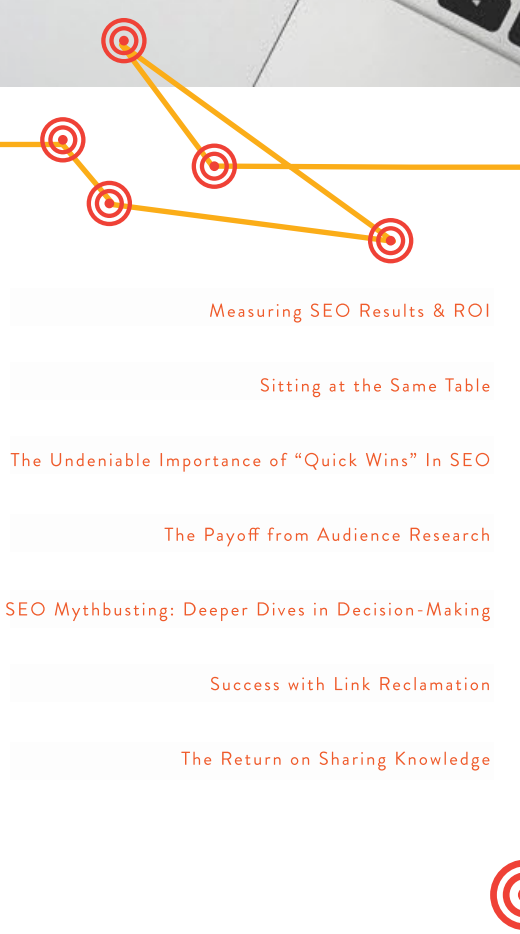 Measuring SEO Results & ROI
Sitting at the Same Table
The Undeniable Importance of “Quick Wins” In SEO
The Payoff from Audience Research
SEO Mythbusting: Deeper Dives in Decision-Making
Success with Link Reclamation
The Return on Sharing Knowledge